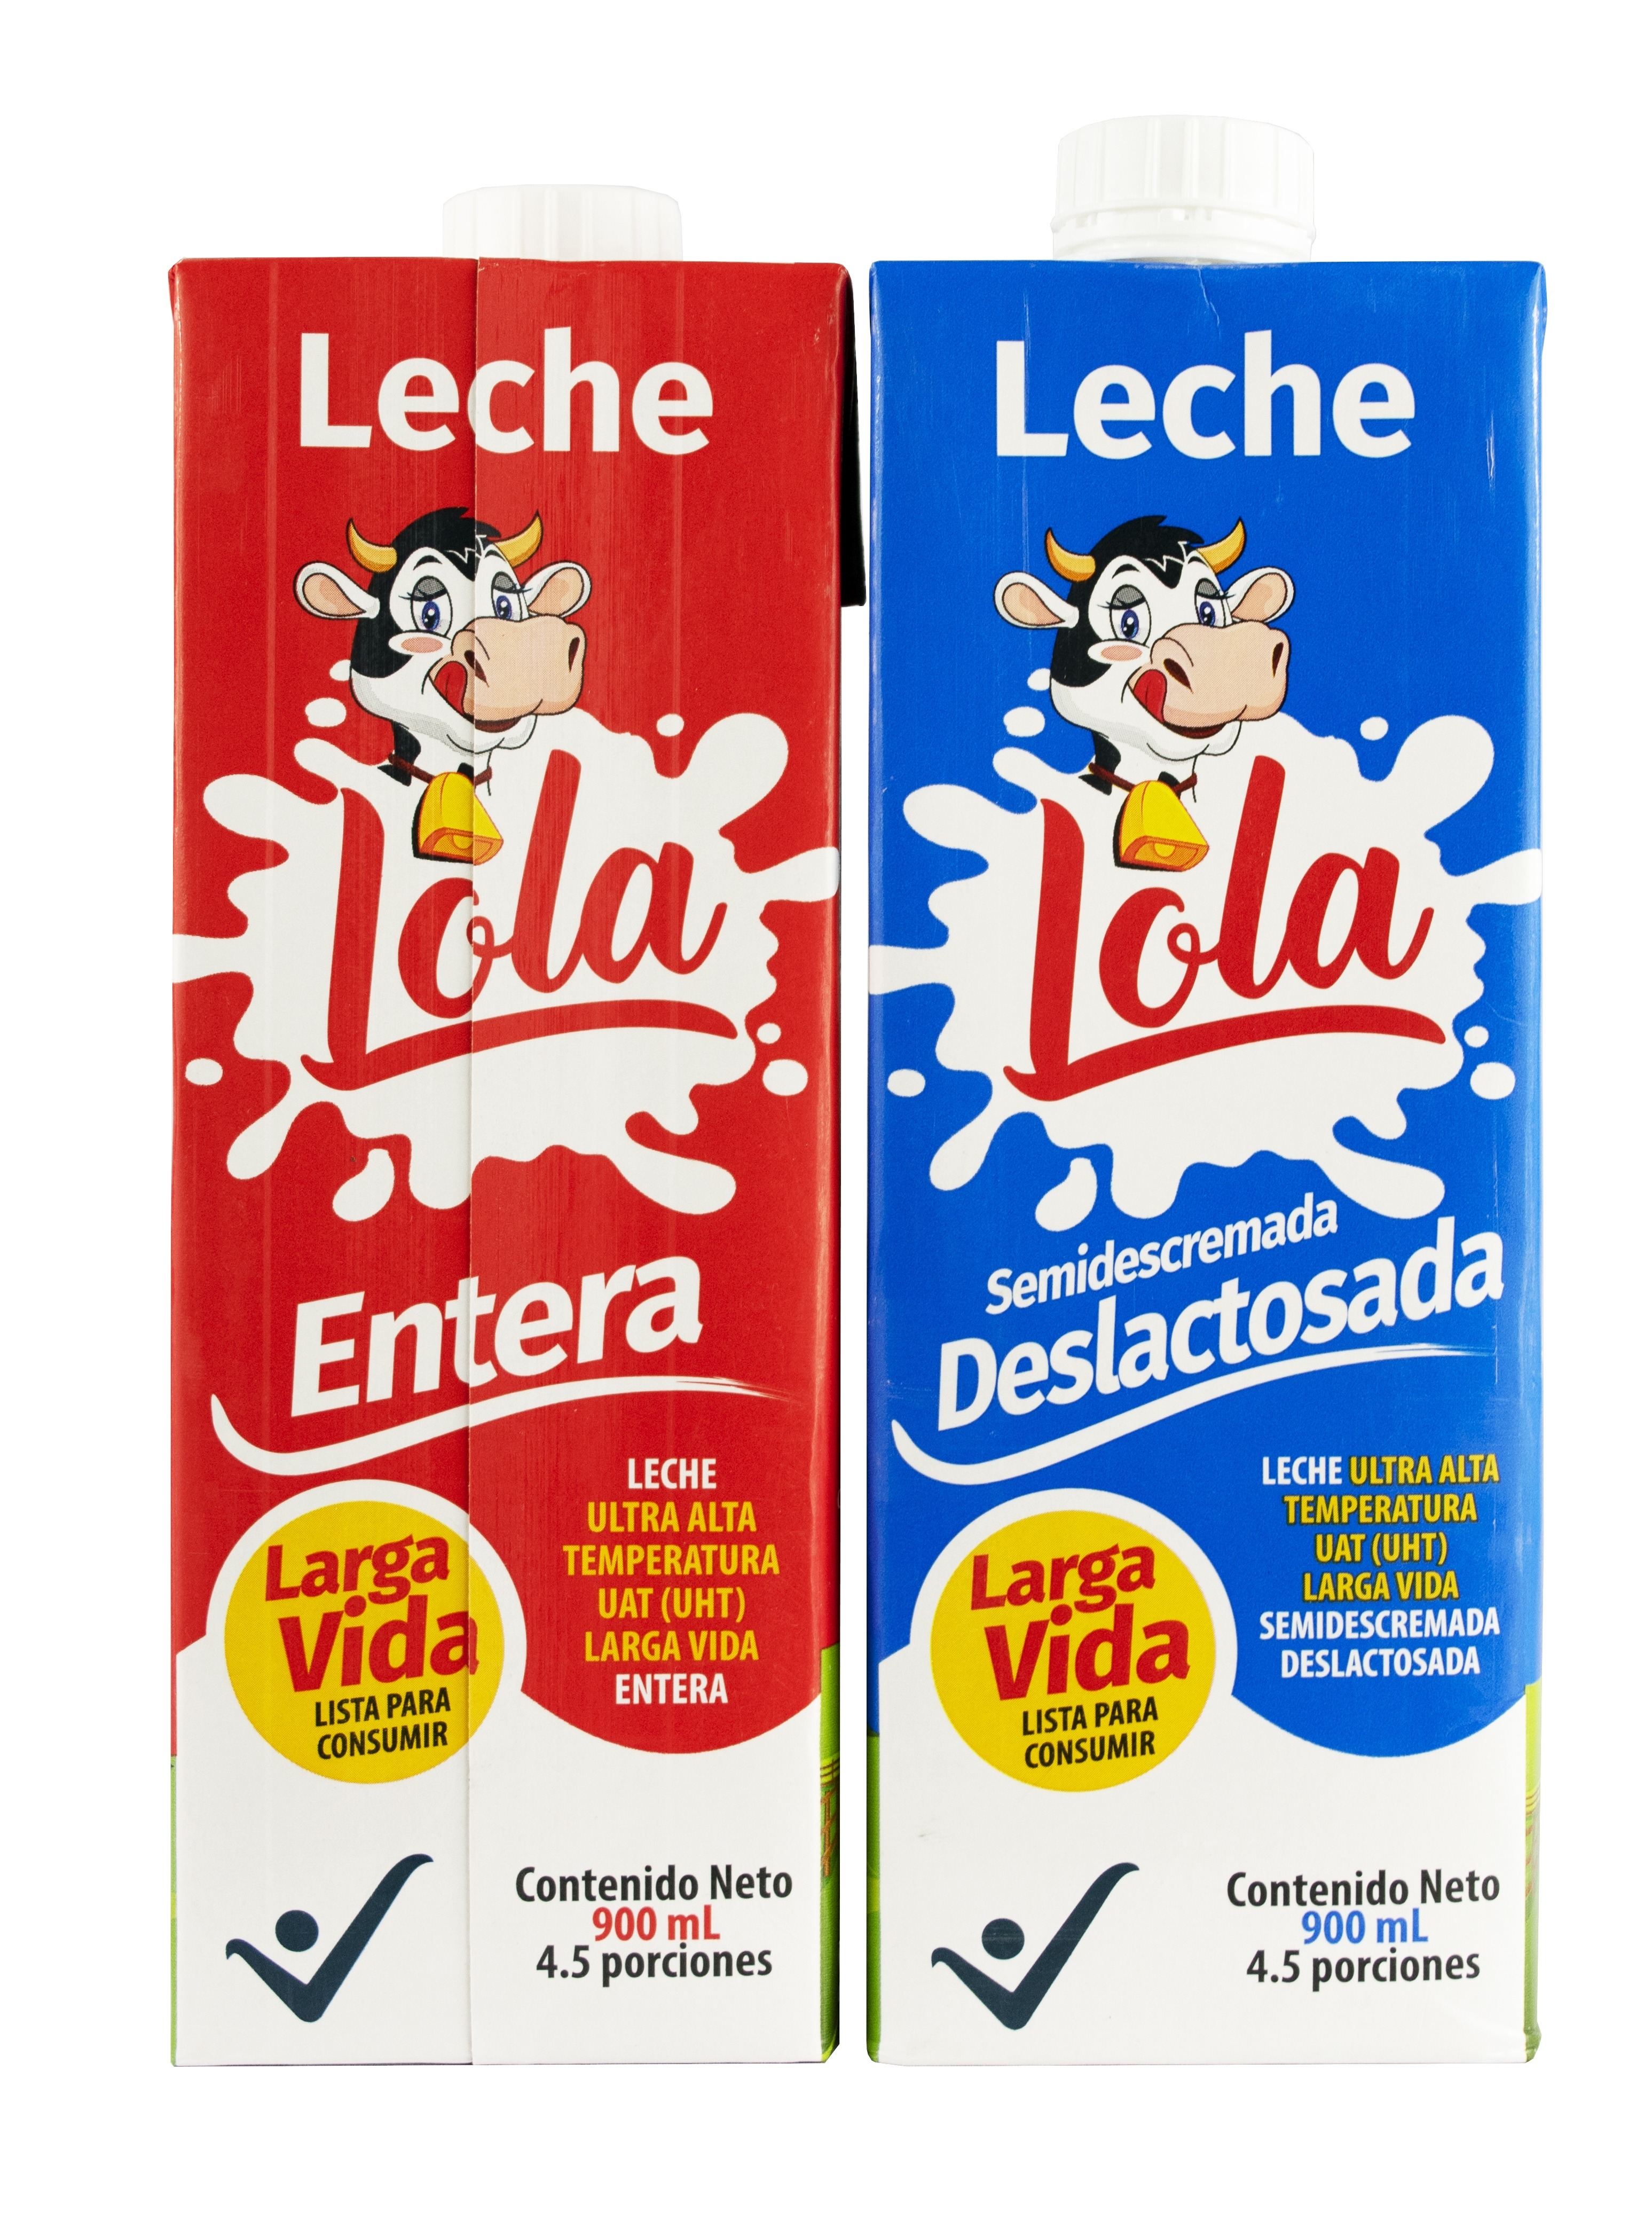 Leche
Lola
Entera
LECHE
ULTRA ALTA
TEMPERATURA
UAT (UHT)
LARGA VIDA
ENTERA
Larga
Vida
LISTA PARA
CONSUMIR
Contenido Neto
900 mL
4.5 porciones
Leche
Lola
Semidescremada
Deslactosada
LECHE ULTRA ALTA
TEMPERATURA
UAT (UHT)
LARGA VIDA
SEMIDESCREMADA
DESLACTOSADA
Larga
Vida
LISTA PARA
CONSUMIR
Contenido Neto
900 mL
4.5 porciones